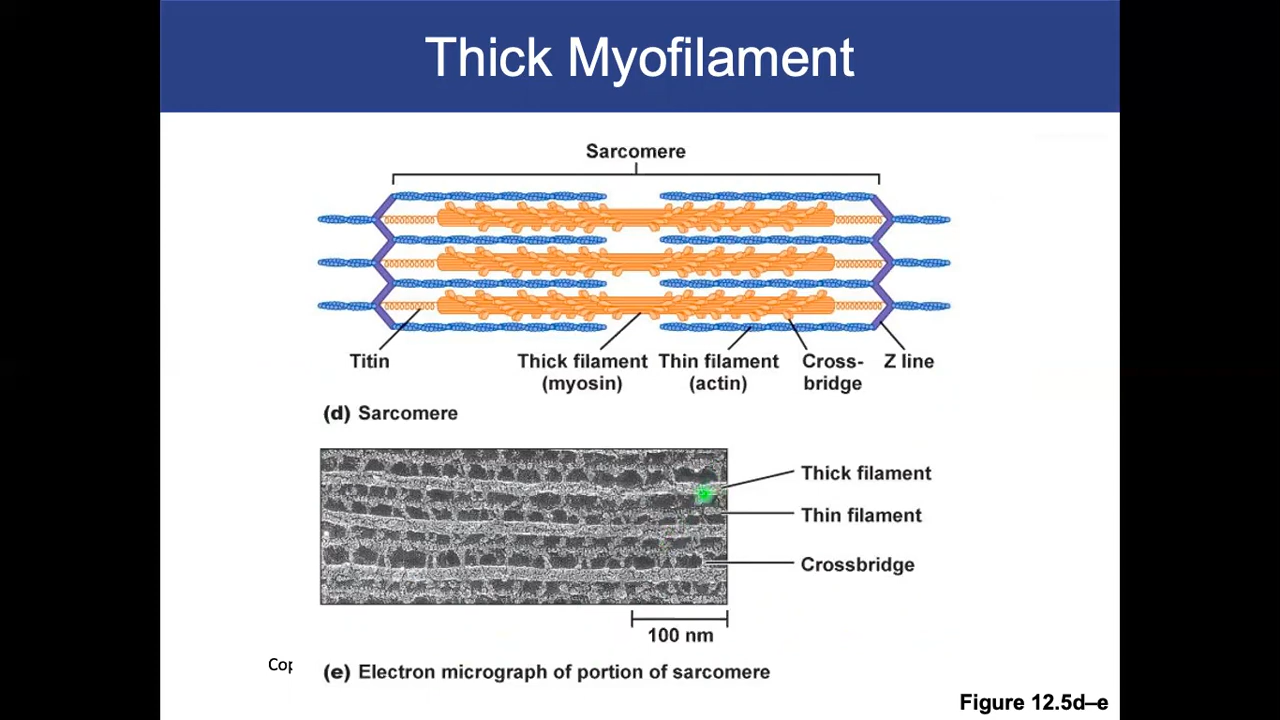 Thick Myofilament
Sarcomere
Titin
Thick filament
(myosin)
Thin filament
(actin)
Cross-
bridge
Z line
(d) Sarcomere
Thick filament
Thin filament
Crossbridge
100 nm
Cop
(e) Electron micrograph of portion of sarcomere
Figure 12.5d–e